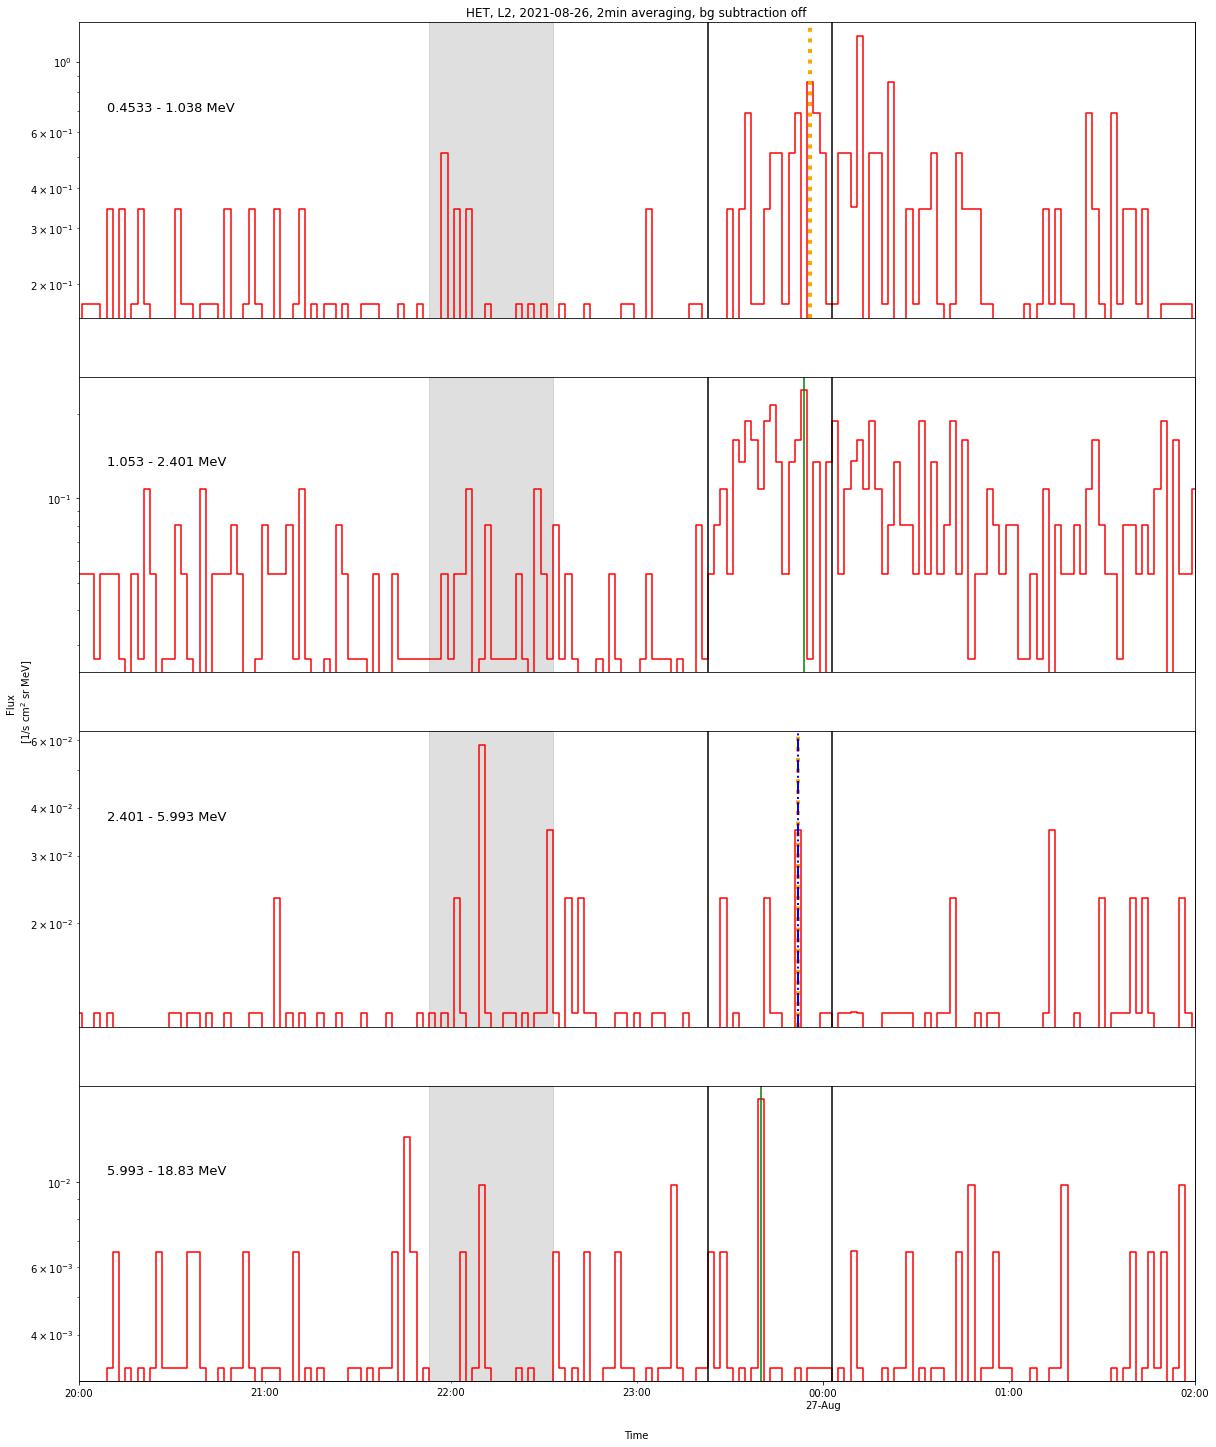 HET, L2, 2021-08-26, 2min averaging, bg subtraction off
10⁰
6 × 10⁻¹
4 × 10⁻¹
3 × 10⁻¹
2 × 10⁻¹
0.4533 - 1.038 MeV
10⁻¹
1.053 - 2.401 MeV
Flux
[1/s cm² sr MeV]
6 × 10⁻²
4 × 10⁻²
3 × 10⁻²
2 × 10⁻²
2.401 - 5.993 MeV
10⁻²
6 × 10⁻³
4 × 10⁻³
5.993 - 18.83 MeV
20:00 21:00 22:00 23:00 00:00 01:00 02:00
27-Aug
Time